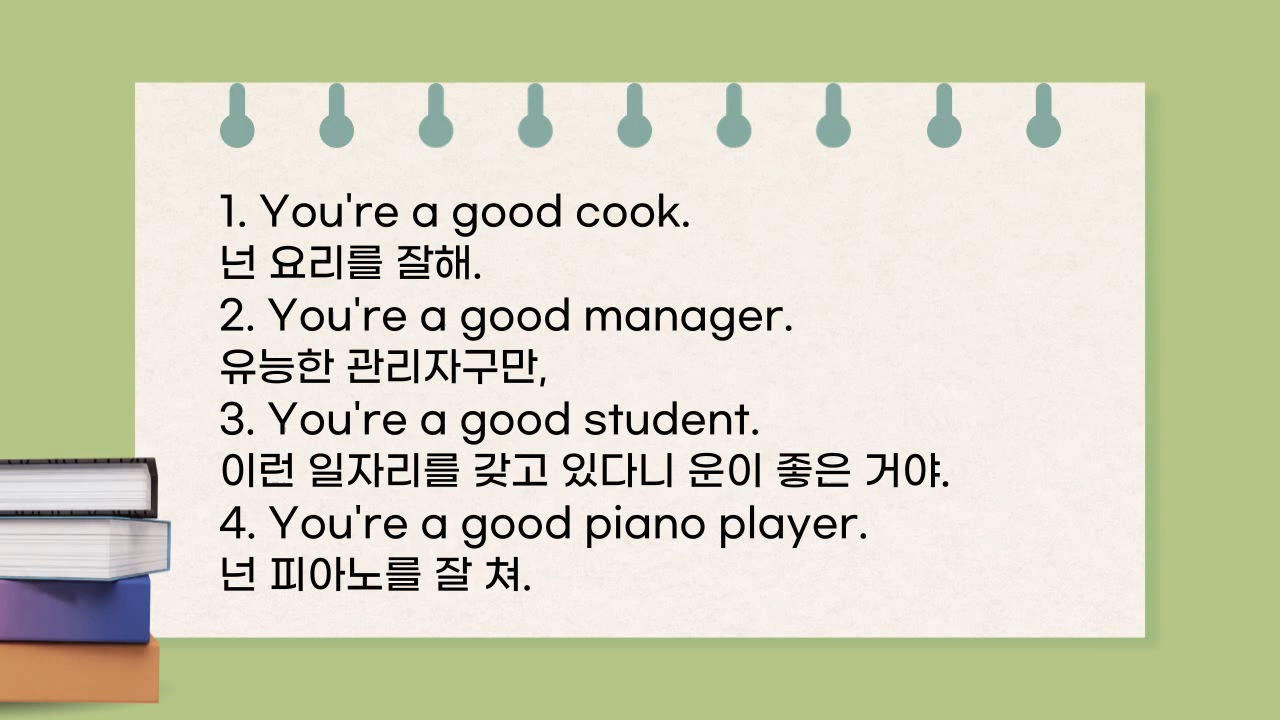 1. You're a good cook.
넌 요리를 잘해.
2. You're a good manager.
유능한 관리자구만,
3. You're a good student.
이런 일자리를 갖고 있다니 운이 좋은 거야.
4. You're a good piano player.
넌 피아노를 잘 쳐.